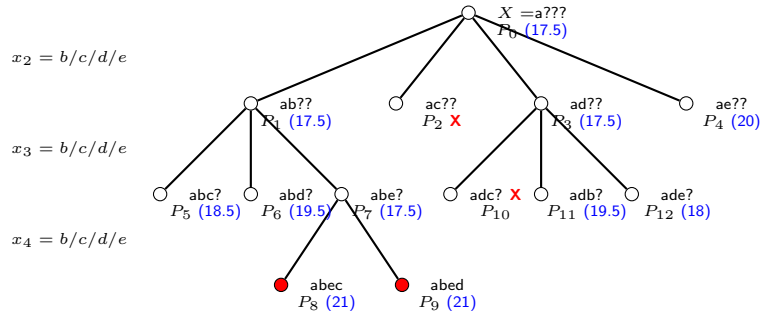 X =a???
P0 (17.5)
x2 = b/c/d/e
ab??
P1 (17.5)
ac??
P2 X
ad??
P3 (17.5)
ae??
P4 (20)
x3 = b/c/d/e
abc?
P5 (18.5)
abd?
P6 (19.5)
abe?
P7 (17.5)
adc? X
P10
adb?
P11 (19.5)
ade?
P12 (18)
x4 = b/c/d/e
abec
P8 (21)
abed
P9 (21)